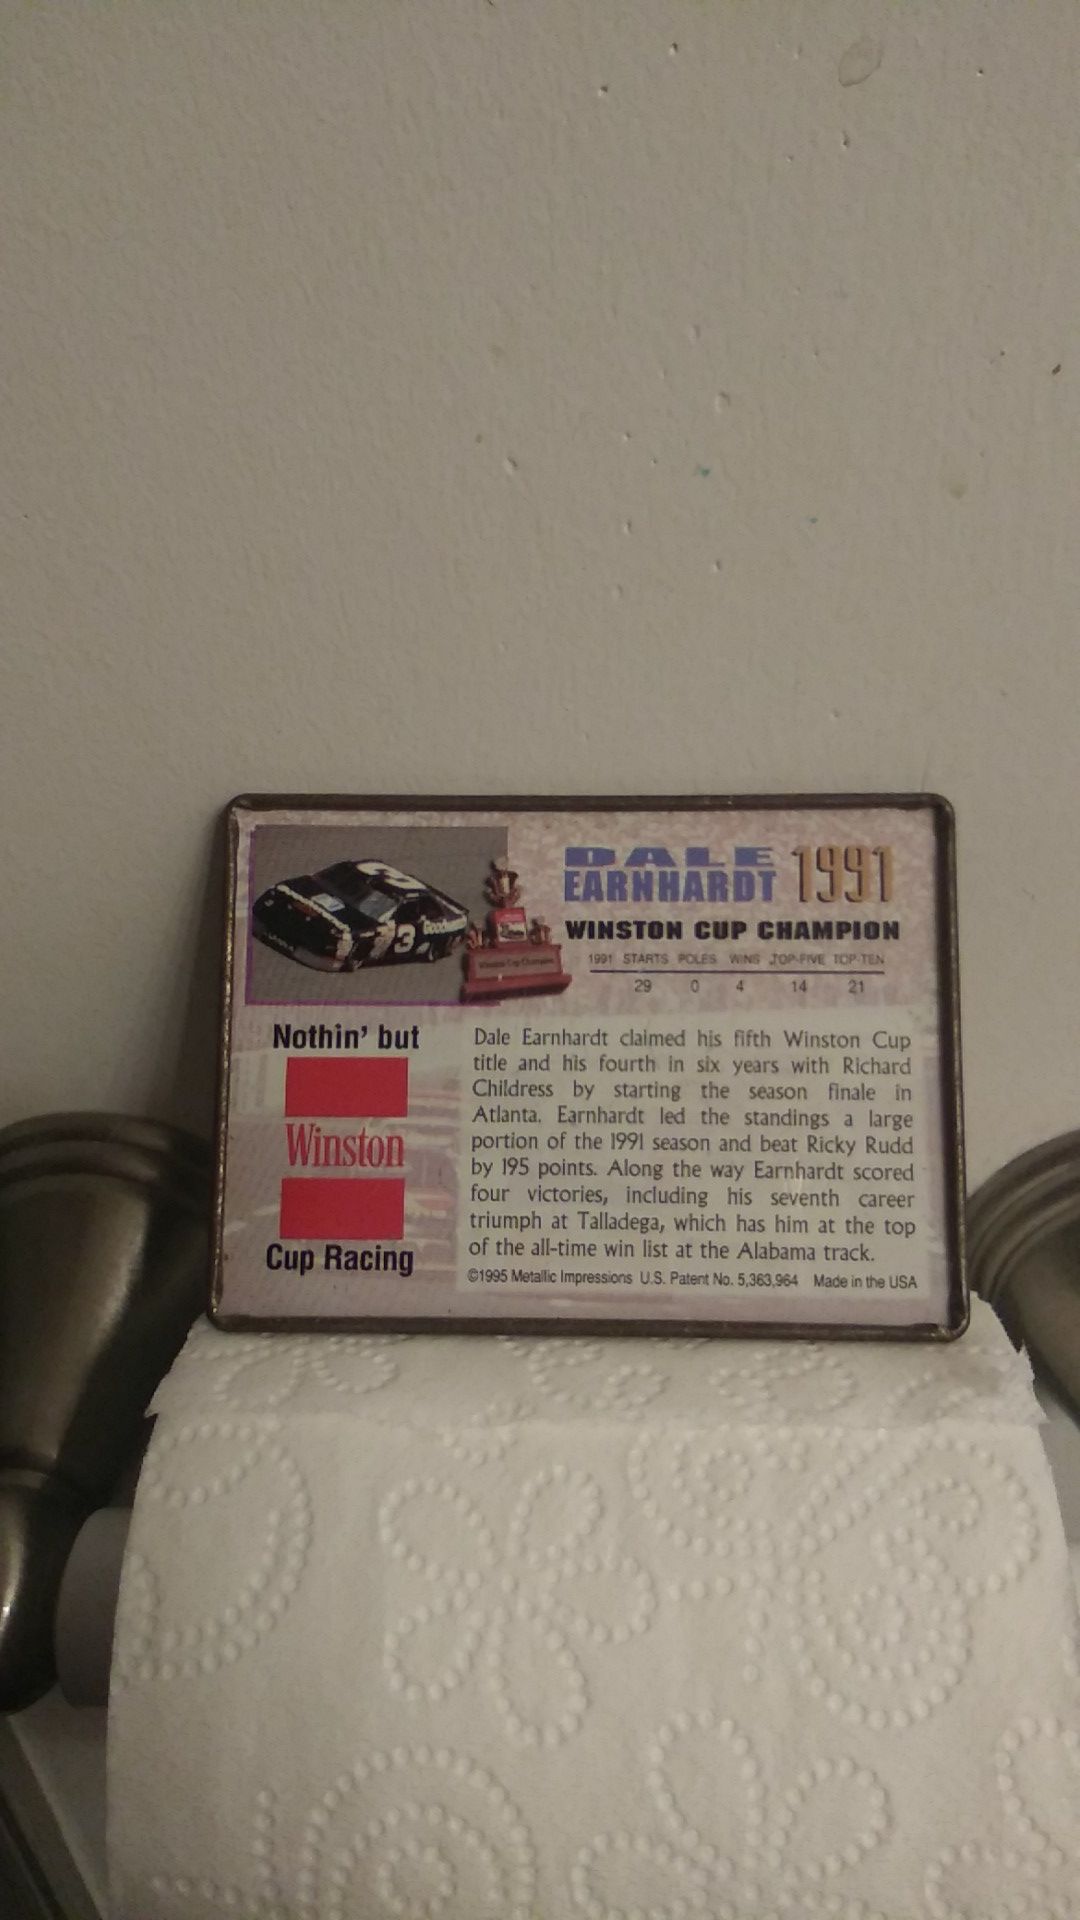 DALE
EARNHARDT 1991
WINSTON CUP CHAMPION
1991 STARTS POLES WINS TOP-FIVE TOP-TEN
29 0 4 14 21
3
Goodwrench
Winston Cup Champion
Nothin' but
Winston
Cup Racing
Dale Earnhardt claimed his fifth Winston Cup
title and his fourth in six years with Richard
Childress by starting the season finale in
Atlanta. Earnhardt led the standings a large
portion of the 1991 season and beat Ricky Rudd
by 195 points. Along the way Earnhardt scored
four victories, including his seventh career
triumph at Talladega, which has him at the top
of the all-time win list at the Alabama track.
©1995 Metallic Impressions U.S. Patent No. 5,363,964 Made in the USA